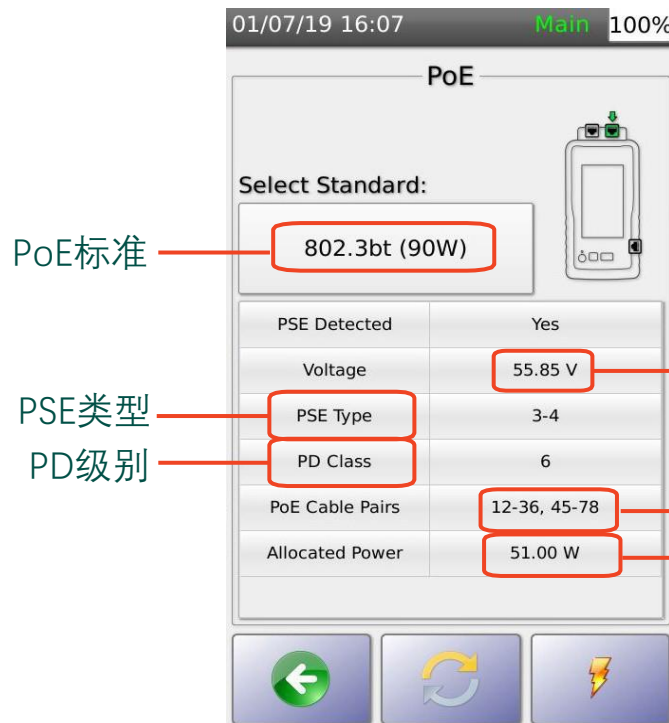 01/07/19 16:07 Main 100%
PoE
Select Standard:
PoE标准
802.3bt (90W)
PSE Detected Yes
Voltage 55.85 V
PSE类型
PSE Type 3-4
PD级别
PD Class 6
PoE Cable Pairs 12-36, 45-78
Allocated Power 51.00 W